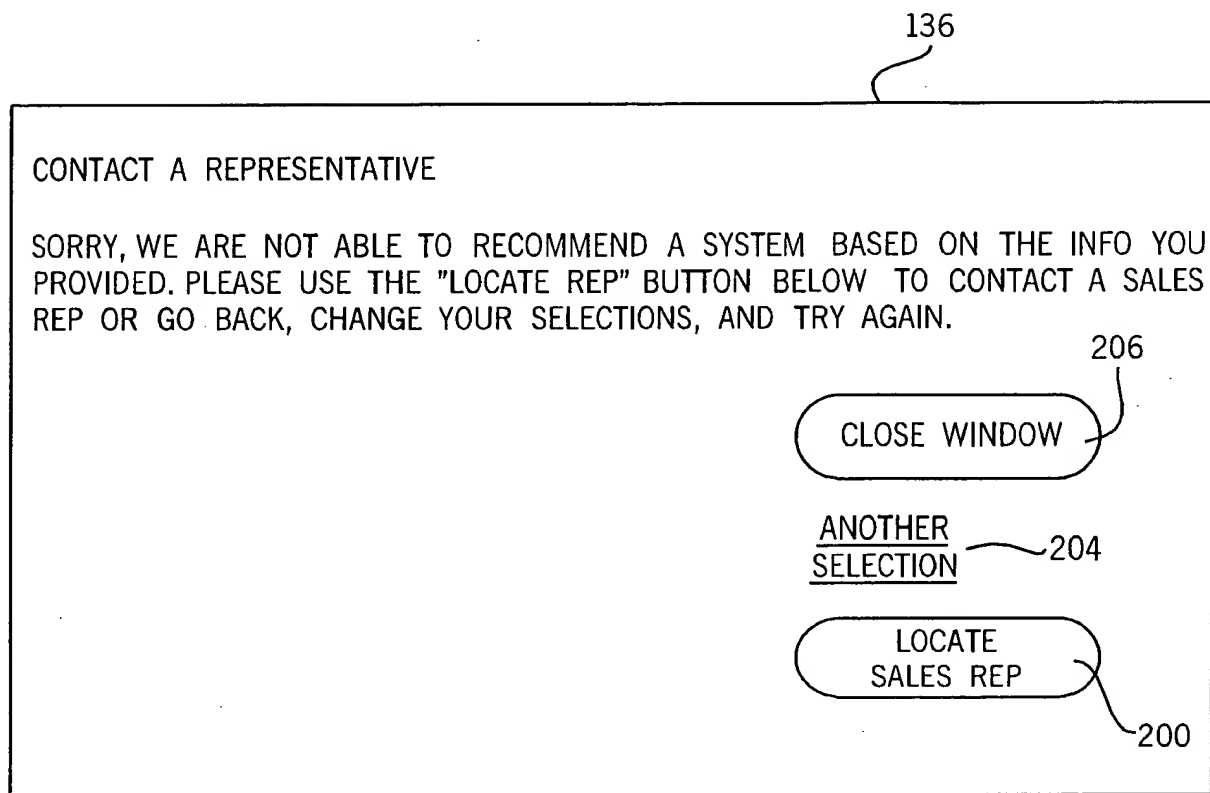 136
CONTACT A REPRESENTATIVE
SORRY, WE ARE NOT ABLE TO RECOMMEND A SYSTEM BASED ON THE INFO YOU
PROVIDED. PLEASE USE THE "LOCATE REP" BUTTON BELOW TO CONTACT A SALES
REP OR GO BACK, CHANGE YOUR SELECTIONS, AND TRY AGAIN.
206
CLOSE WINDOW
ANOTHER
SELECTION
204
LOCATE
SALES REP
200